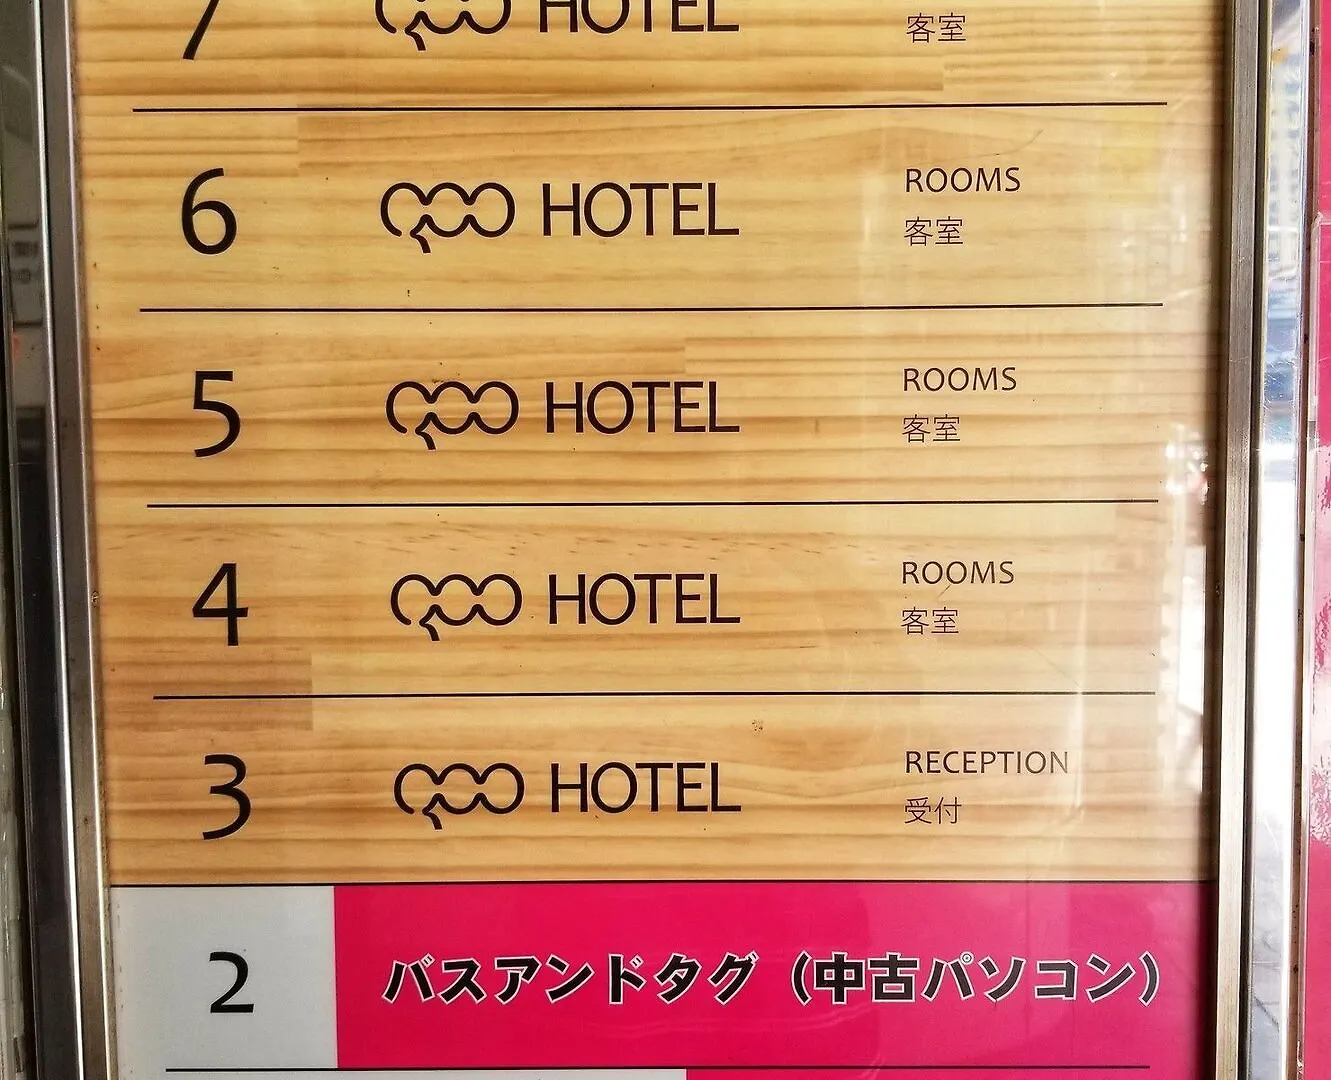 7 HOTEL
客室
6 HOTEL ROOMS
客室
5 HOTEL ROOMS
客室
4 HOTEL ROOMS
客室
3 HOTEL RECEPTION
受付
2 バスアンドタグ（中古パソコン）